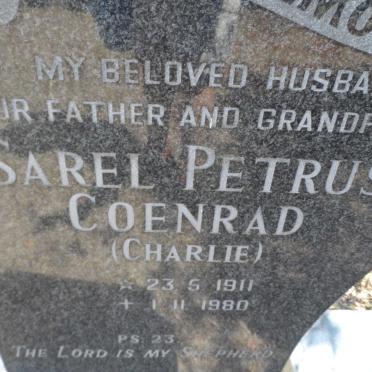 MY BELOVED HUSBA
UR FATHER AND GRANDF
SAREL PETRUS
COENRAD
(CHARLIE)
☆ 23 5 1911
+ 1 11 1980
PS 23
THE LORD IS MY SHEPHERD